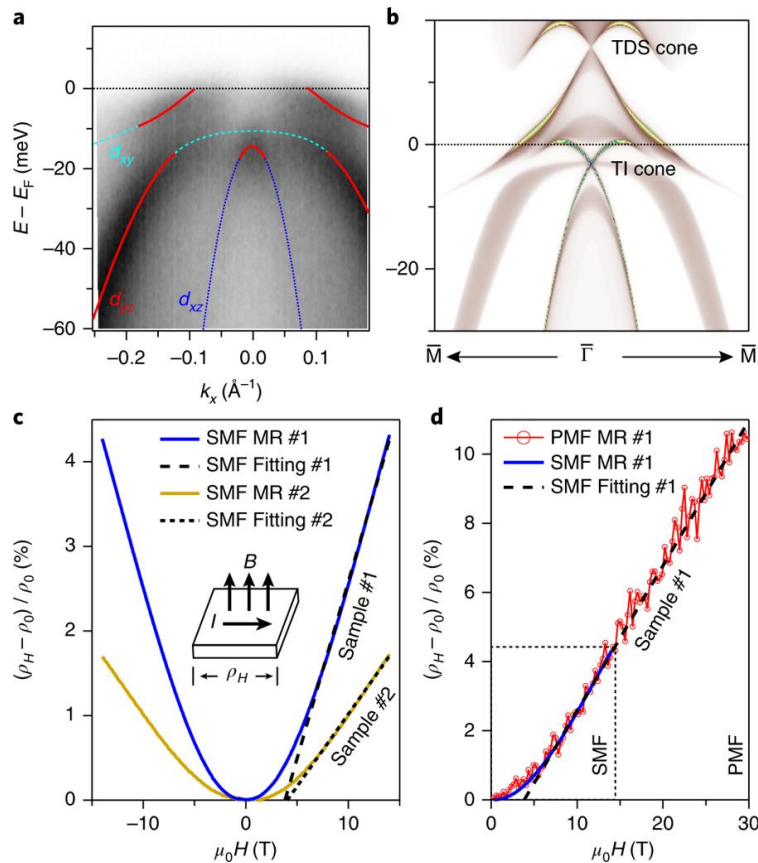 a
0
−20
−40
−60
E − E_F (meV)
d_xy
d_yz
d_xz
−0.2
−0.1
0.0
0.1
k_x (Å⁻¹)
b
20
0
−20
TDS cone
TI cone
M̅
Γ̅
M̅
c
4
3
2
1
0
(ρ_H − ρ_0) / ρ_0 (%)
SMF MR #1
SMF Fitting #1
SMF MR #2
SMF Fitting #2
B
I
ρ_H
Sample #1
Sample #2
−10
0
10
μ₀H (T)
d
10
8
6
4
2
0
(ρ_H − ρ_0) / ρ_0 (%)
PMF MR #1
SMF MR #1
SMF Fitting #1
Sample #1
SMF
PMF
0
10
20
30
μ₀H (T)